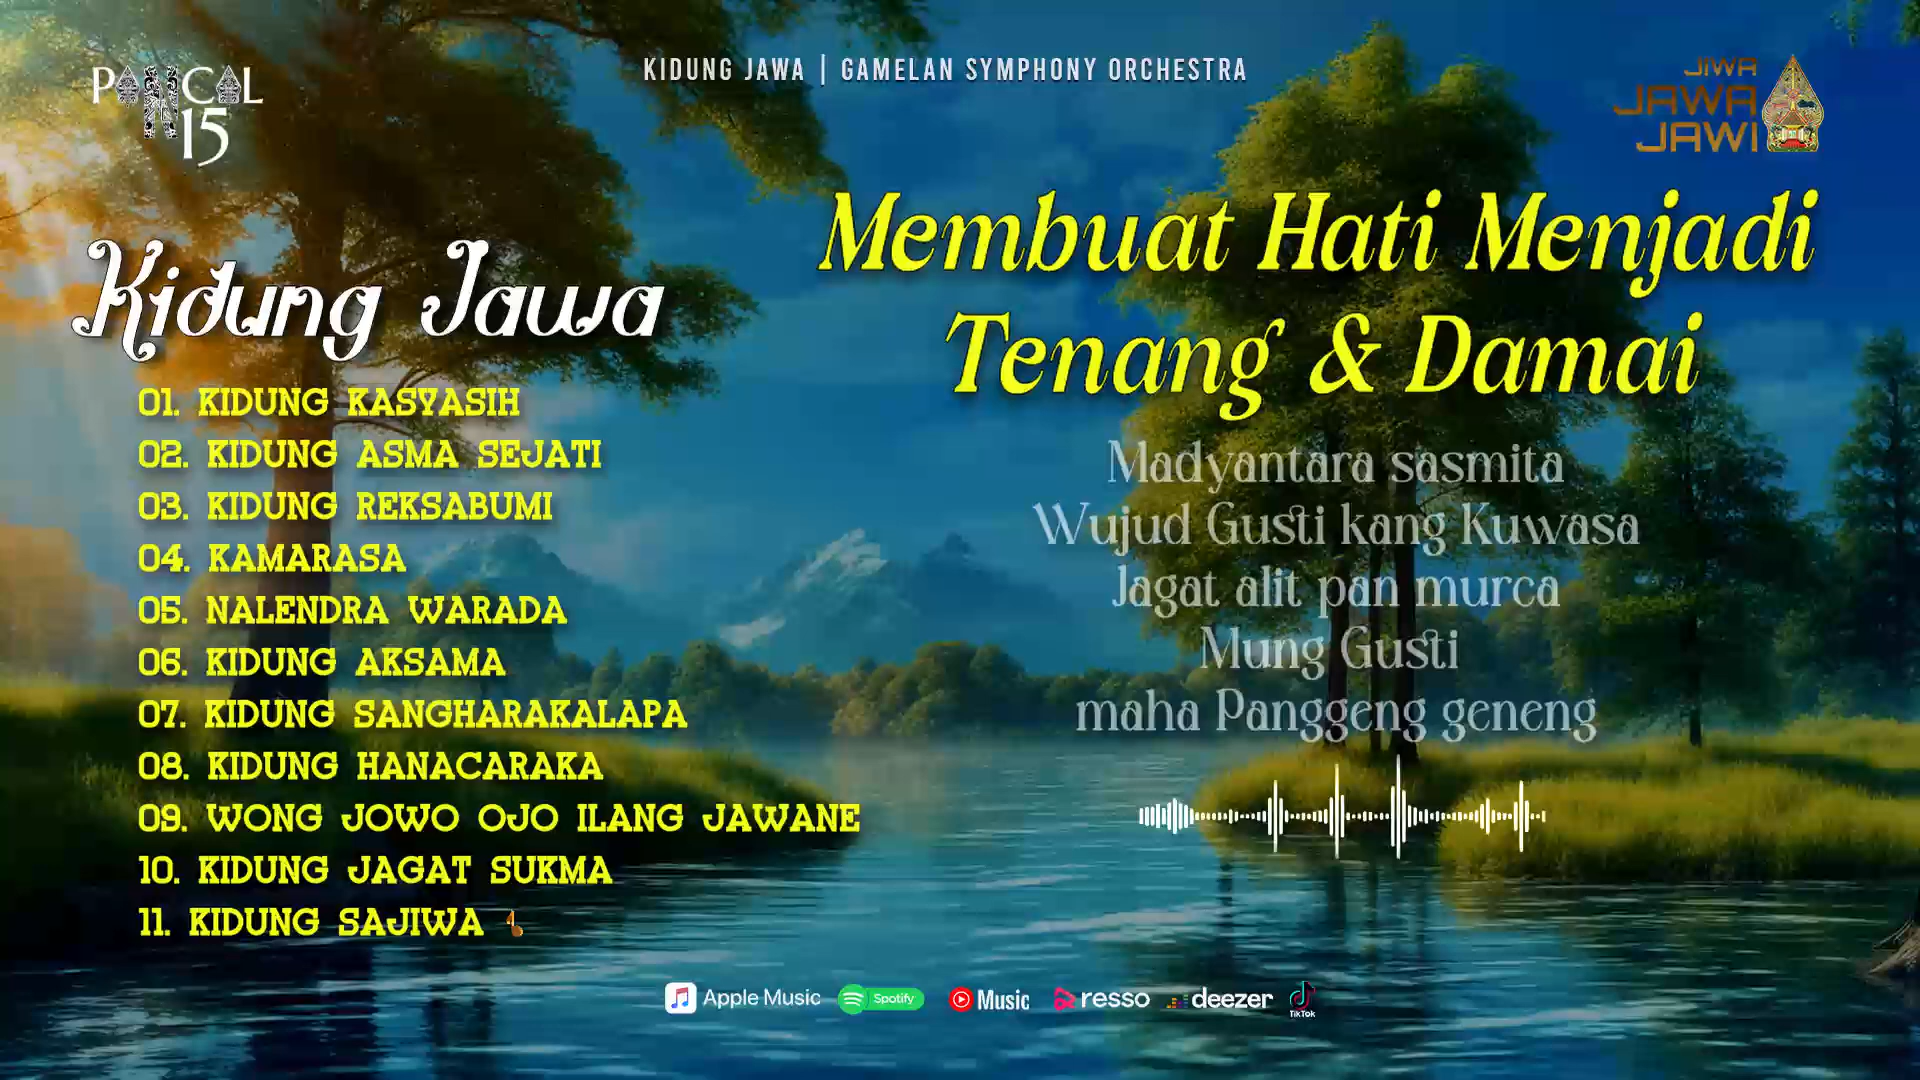 PANCAL
15
KIDUNG JAWA | GAMELAN SYMPHONY ORCHESTRA
JIWA
JAWA
JAWI
Kidung Jawa
01. KIDUNG KASYASIH
02. KIDUNG ASMA SEJATI
03. KIDUNG REKSABUMI
04. KAMARASA
05. NALENDRA WARADA
06. KIDUNG AKSAMA
07. KIDUNG SANGHARAKALAPA
08. KIDUNG HANACARAKA
09. WONG JOWO OJO ILANG JAWANE
10. KIDUNG JAGAT SUKMA
11. KIDUNG SAJIWA
Membuat Hati Menjadi
Tenang & Damai
Madyantara sasmita
Wujud Gusti kang Kuwasa
Jagat alit pan murca
Mung Gusti
maha Panggeng geneng
Apple Music Spotify Music resso deezer TikTok